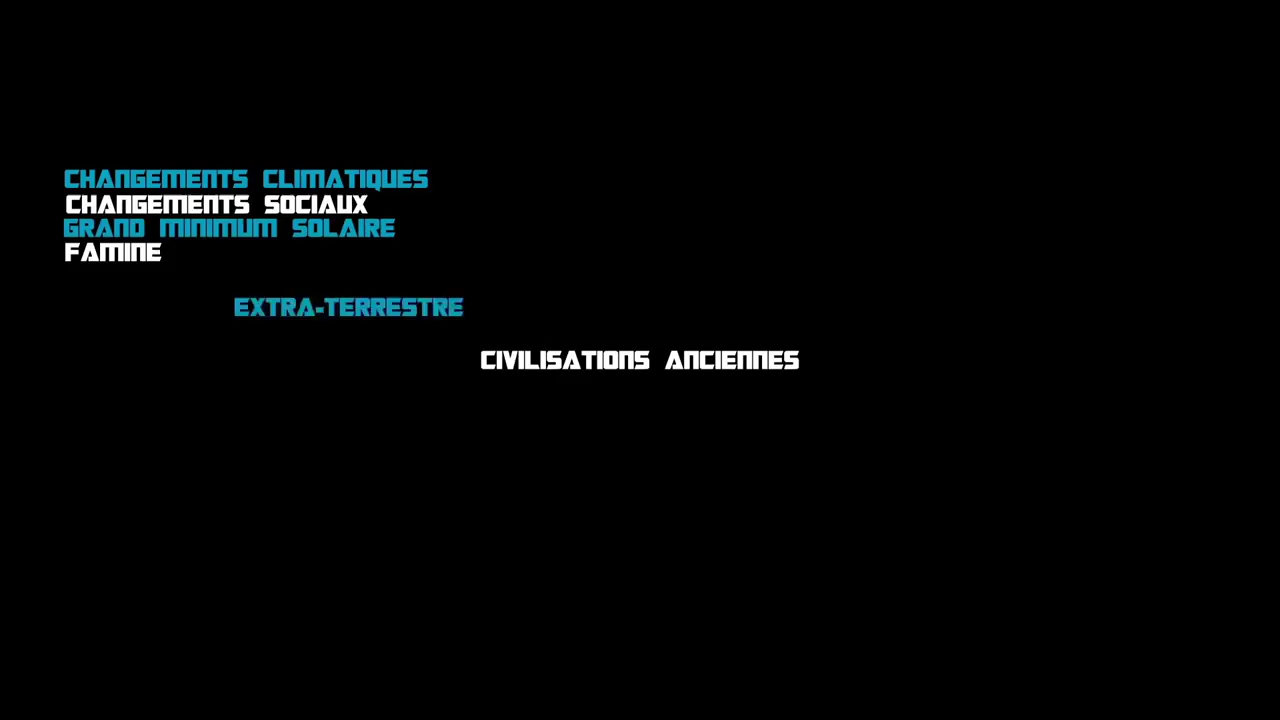 CHANGEMENTS CLIMATIQUES
CHANGEMENTS SOCIAUX
GRAND MINIMUM SOLAIRE
FAMINE
EXTRA-TERRESTRE
CIVILISATIONS ANCIENNES